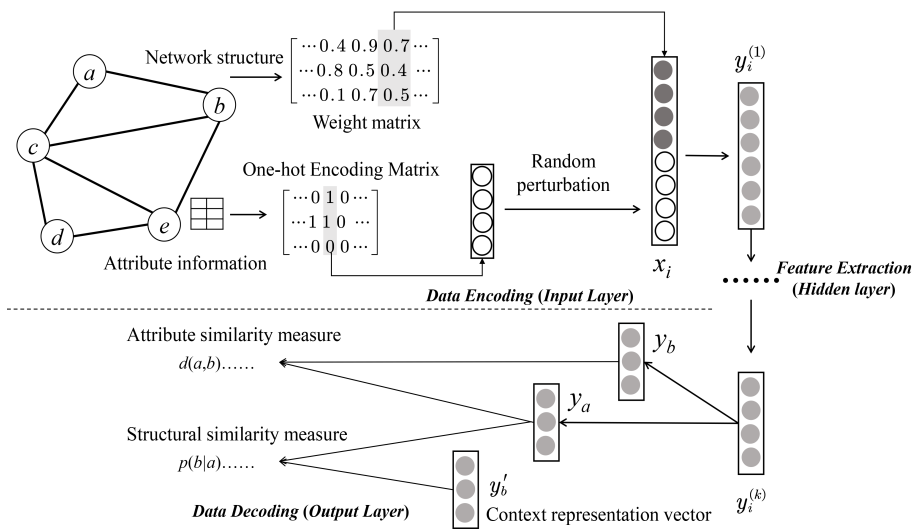 a
b
c
d
e
Network structure
⋯0.4 0.9 0.7⋯
⋯0.8 0.5 0.4 ⋯
⋯0.1 0.7 0.5⋯
Weight matrix
One-hot Encoding Matrix
⋯0 1 0⋯
⋯1 1 0 ⋯
⋯0 0 0⋯
Attribute information
Random
perturbation
x_i
y_i^(1)
Data Encoding (Input Layer)
Feature Extraction
(Hidden layer)
Attribute similarity measure
d(a,b)……
Structural similarity measure
p(b|a)……
y_b
y_a
y_b′
y_i^(k)
Context representation vector
Data Decoding (Output Layer)